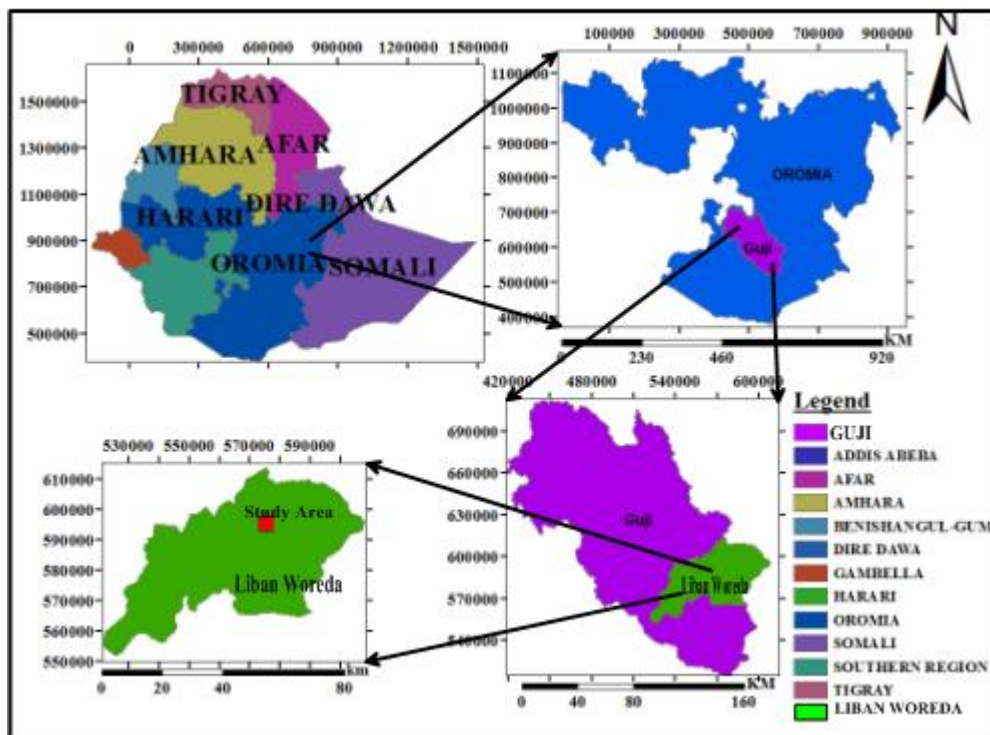 0 300000 600000 900000 1200000 1500000
1500000
1300000
1100000
900000
700000
500000
TIGRAY
AFAR
AMHARA
DIRE DAWA
HARARI
OROMIA SOMALI
100000 300000 500000 700000 900000
1100000
1000000
900000
800000
700000
600000
500000
400000
OROMIA
Guji
KM
0 230 460 920
N
530000 550000 570000 590000
610000
600000
590000
580000
570000
560000
550000
Study Area
Liban Woreda
km
0 20 40 80
420000 480000 540000 600000
690000
660000
630000
600000
570000
540000
Guji
Liban Woreda
KM
0 40 80 160
Legend
GUJI
ADDIS ABEBA
AFAR
AMHARA
BENISHANGUL-GUM
DIRE DAWA
GAMBELLA
HARARI
OROMIA
SOMALI
SOUTHERN REGION
TIGRAY
LIBAN WOREDA